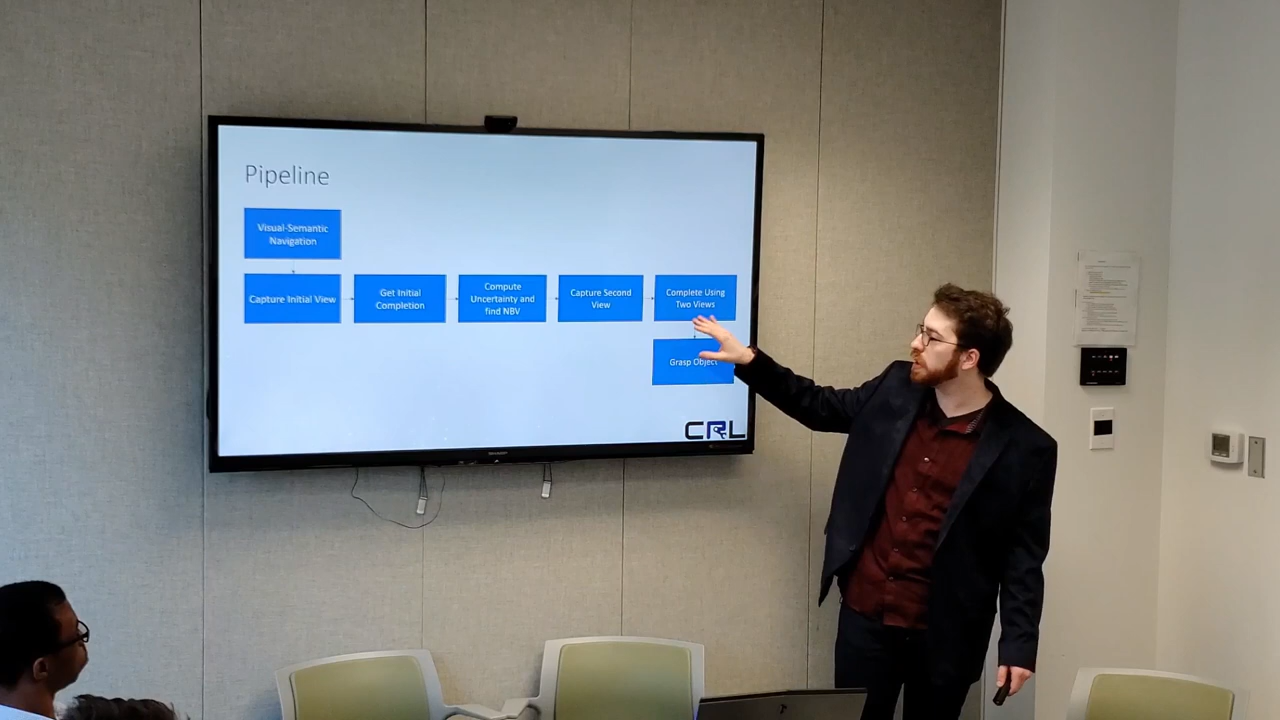 Pipeline
Visual-Semantic
Navigation
Capture Initial View
Get Initial
Completion
Compute
Uncertainty and
find NBV
Capture Second
View
Complete Using
Two Views
Grasp Object
CRL